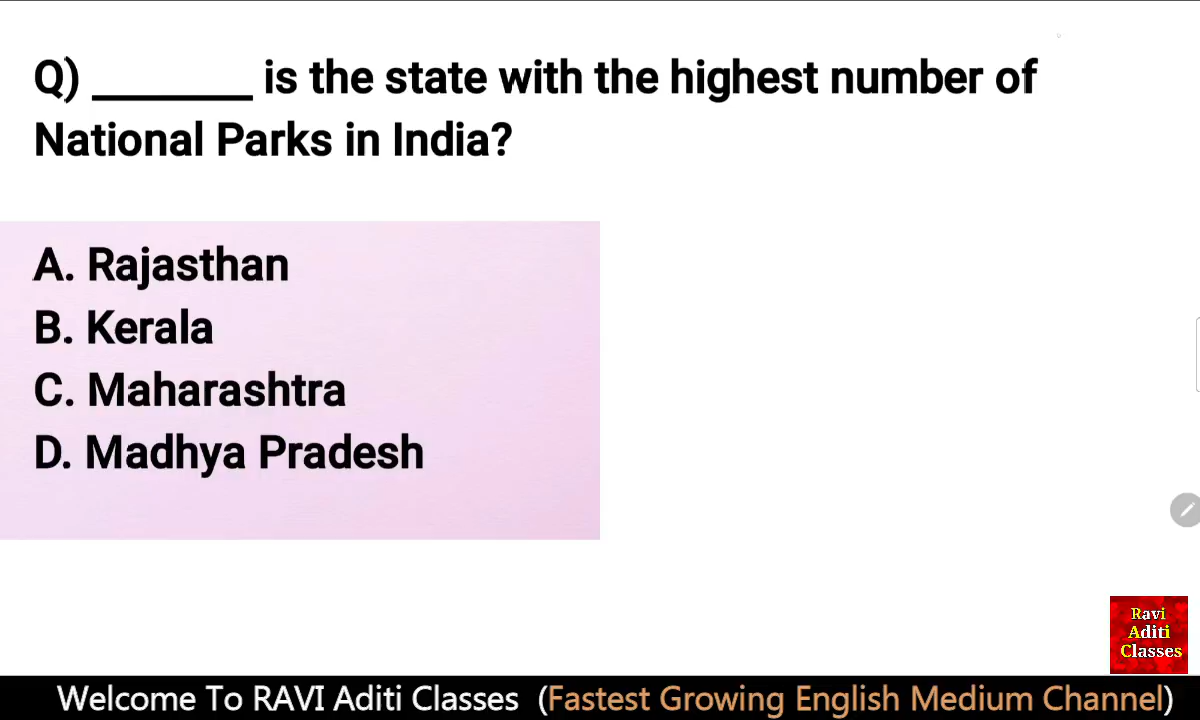 Q) ________ is the state with the highest number of
National Parks in India?
A. Rajasthan
B. Kerala
C. Maharashtra
D. Madhya Pradesh
Ravi
Aditi
Classes
Welcome To RAVI Aditi Classes (Fastest Growing English Medium Channel)